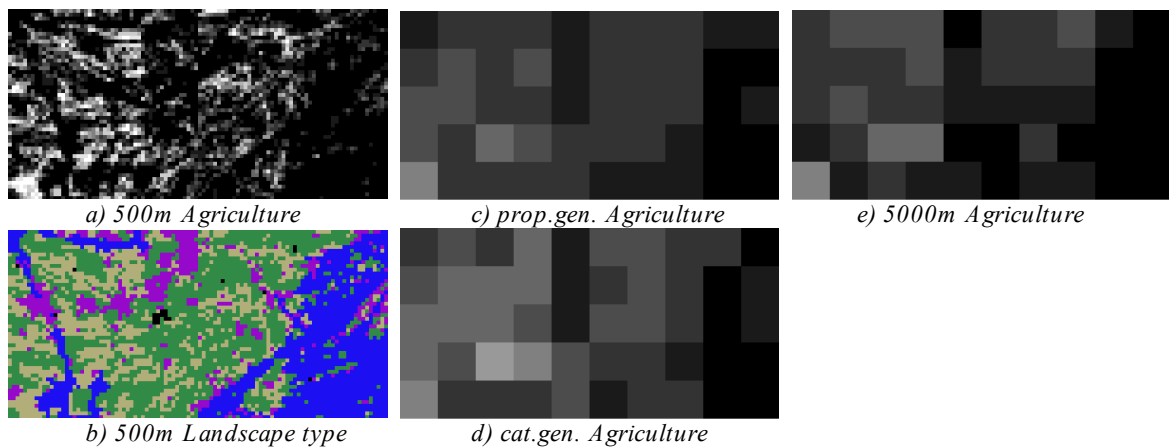 a) 500m Agriculture
c) prop.gen. Agriculture
e) 5000m Agriculture
b) 500m Landscape type
d) cat.gen. Agriculture